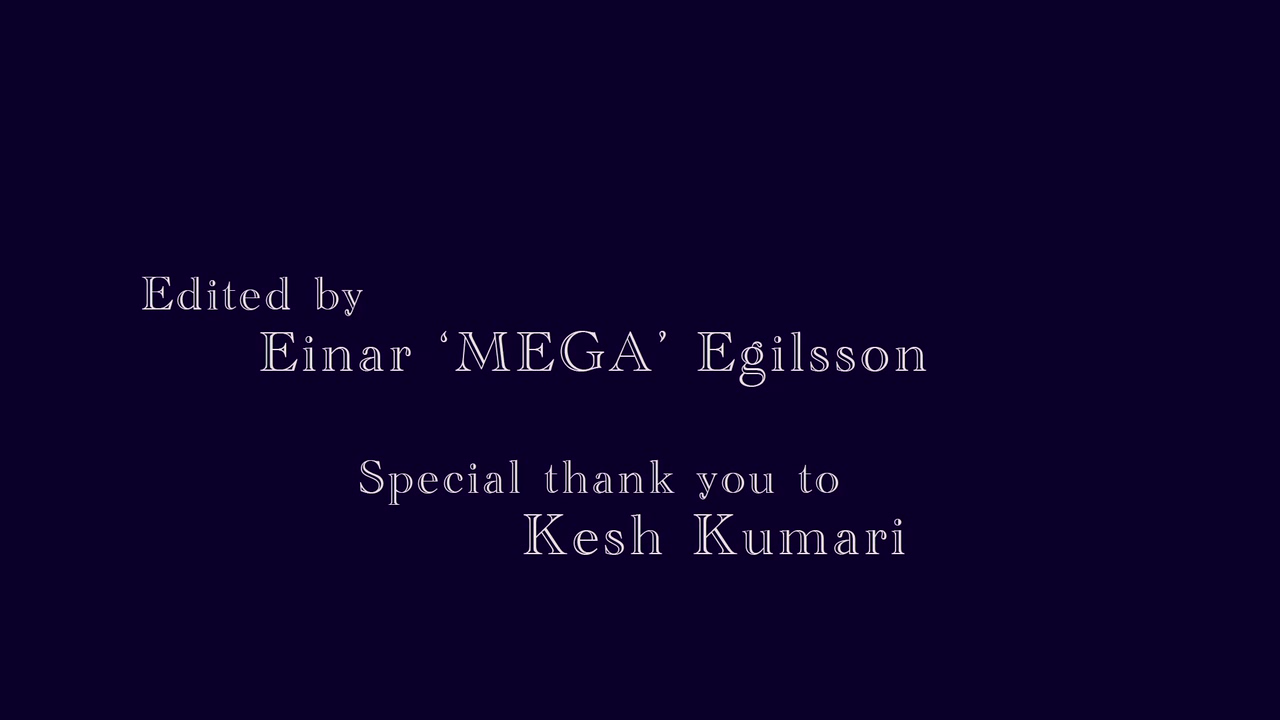 Edited by
Einar ‘MEGA’ Egilsson
Special thank you to
Kesh Kumari